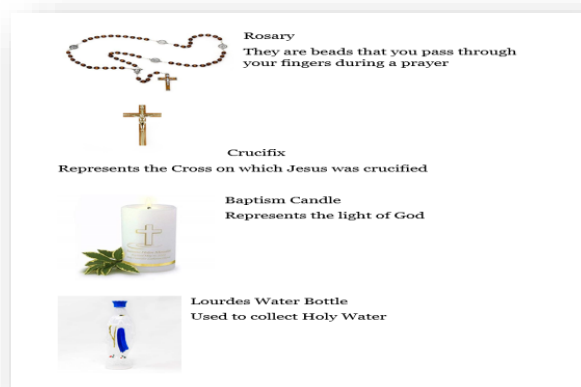 Rosary
They are beads that you pass through
your fingers during a prayer
Crucifix
Represents the Cross on which Jesus was crucified
Baptism Candle
Represents the light of God
Lourdes Water Bottle
Used to collect Holy Water